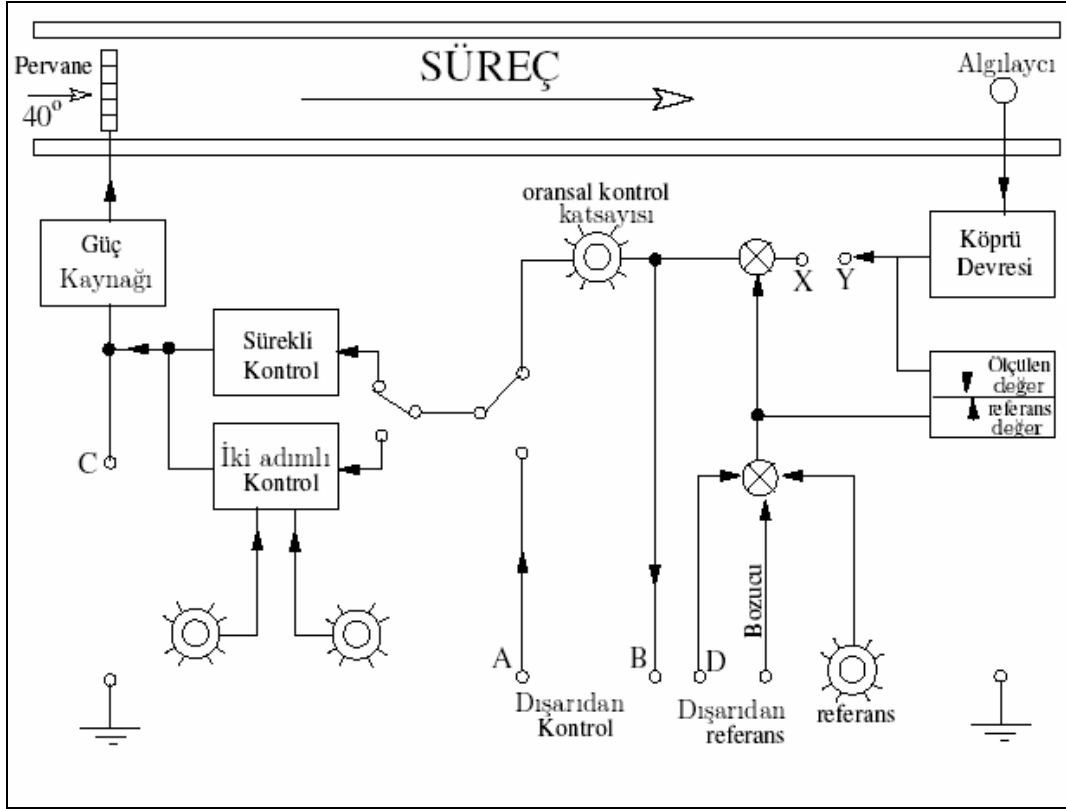 SÜREÇ
Pervane
40°
Algılaycı
oransal kontrol
katsayısı
Güç
Kaynağı
X
Y
Köprü
Devresi
Sürekli
Kontrol
Ölçülen
değer
referans
değer
C
İki adımlı
Kontrol
Bozucu
A
B
D
Dışarıdan
Kontrol
Dışarıdan
referans
referans